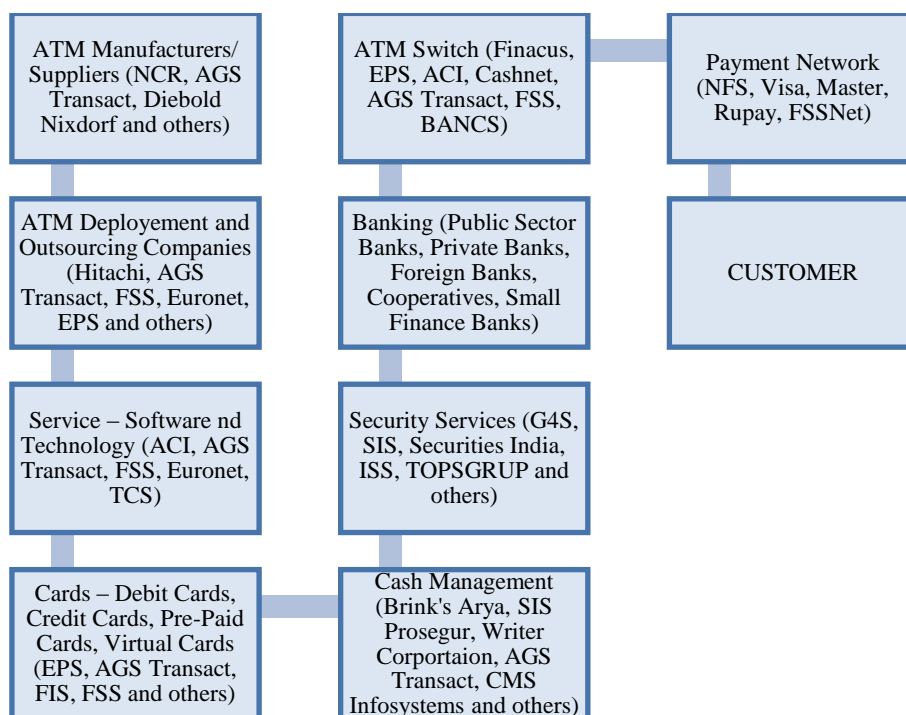 ATM Manufacturers/
Suppliers (NCR, AGS
Transact, Diebold
Nixdorf and others)
ATM Deployement and
Outsourcing Companies
(Hitachi, AGS
Transact, FSS, Euronet,
EPS and others)
Service – Software nd
Technology (ACI, AGS
Transact, FSS, Euronet,
TCS)
Cards – Debit Cards,
Credit Cards, Pre-Paid
Cards, Virtual Cards
(EPS, AGS Transact,
FIS, FSS and others)
Cash Management
(Brink's Arya, SIS
Prosegur, Writer
Corportaion, AGS
Transact, CMS
Infosystems and others)
Security Services (G4S,
SIS, Securities India,
ISS, TOPSGRUP and
others)
Banking (Public Sector
Banks, Private Banks,
Foreign Banks,
Cooperatives, Small
Finance Banks)
ATM Switch (Finacus,
EPS, ACI, Cashnet,
AGS Transact, FSS,
BANCS)
Payment Network
(NFS, Visa, Master,
Rupay, FSSNet)
CUSTOMER